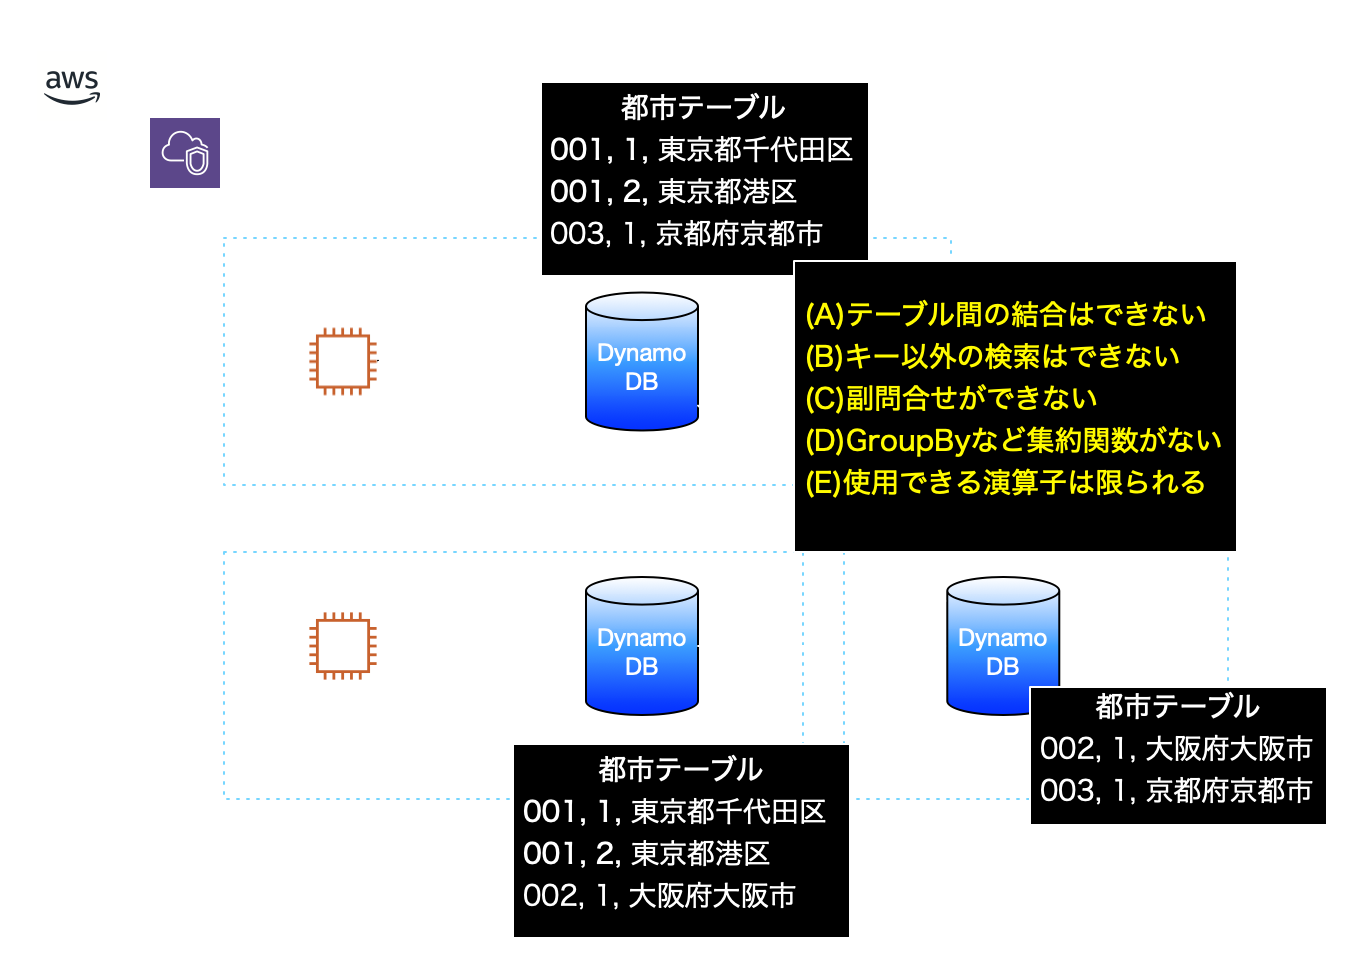 aws
都市テーブル
001, 1, 東京都千代田区
001, 2, 東京都港区
003, 1, 京都府京都市
(A)テーブル間の結合はできない
(B)キー以外の検索はできない
(C)副問合せができない
(D)GroupByなど集約関数がない
(E)使用できる演算子は限られる
Dynamo
DB
Dynamo
DB
Dynamo
DB
都市テーブル
002, 1, 大阪府大阪市
003, 1, 京都府京都市
都市テーブル
001, 1, 東京都千代田区
001, 2, 東京都港区
002, 1, 大阪府大阪市